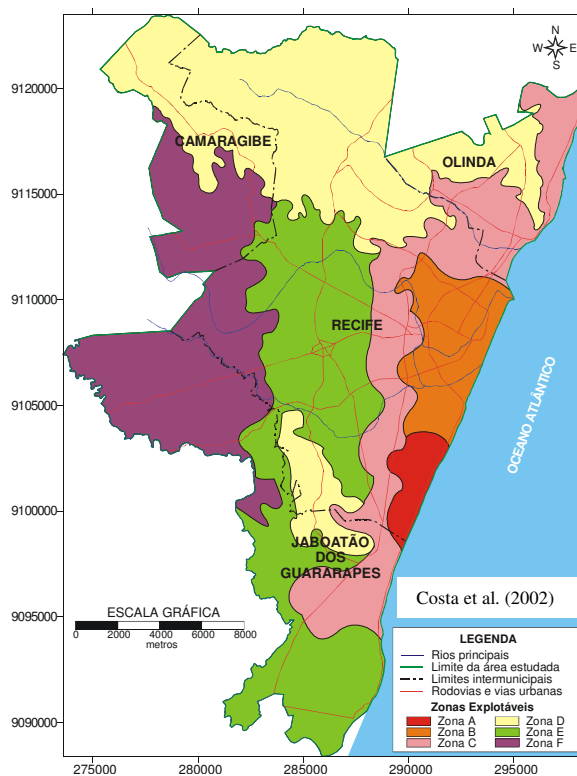 N
W E
S
9120000
9115000
9110000
9105000
9100000
9095000
9090000
CAMARAGIBE
OLINDA
RECIFE
OCEANO ATLÂNTICO
JABOATÃO
DOS
GUARARAPES
Costa et al. (2002)
ESCALA GRÁFICA
0 2000 4000 6000 8000
metros
LEGENDA
Rios principais
Limite da área estudada
Limites intermunicipais
Rodovias e vias urbanas
Zonas Explotáveis
Zona A Zona D
Zona B Zona E
Zona C Zona F
275000 280000 285000 290000 295000